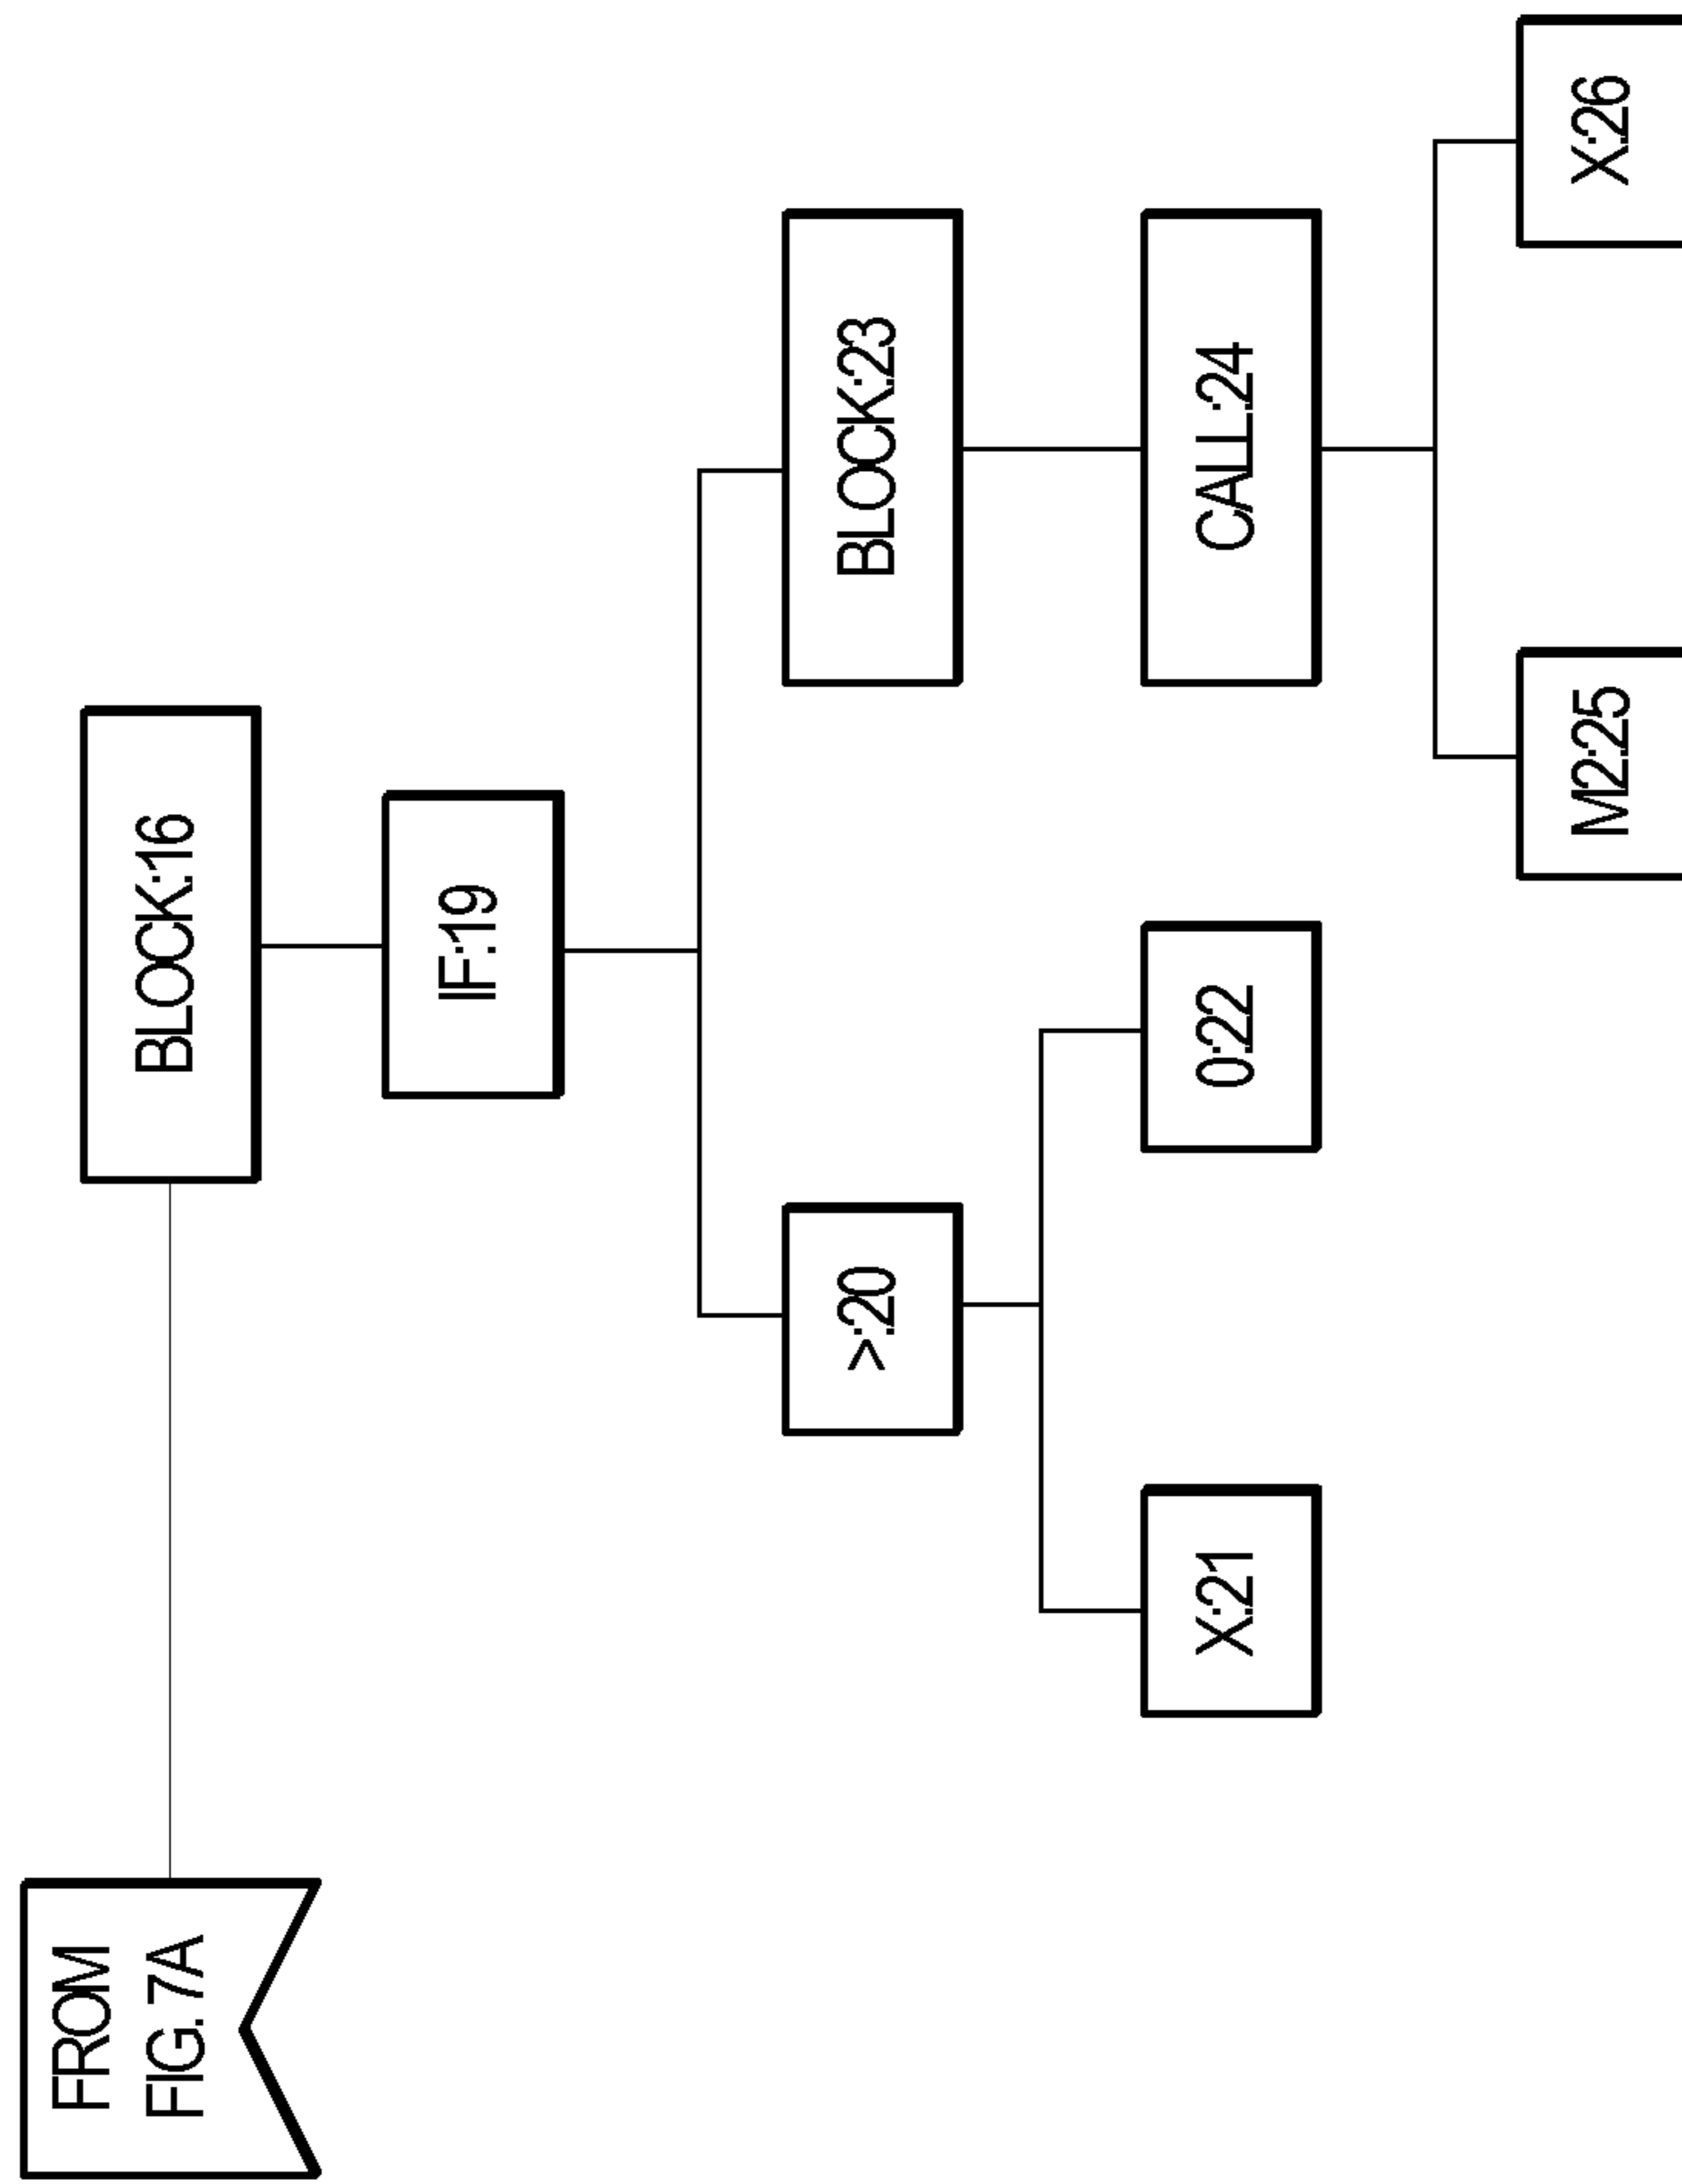 FROM
FIG. 7A
BLOCK:16
IF:19
>:20
BLOCK:23
X:21
0:22
CALL:24
M2:25
X:26